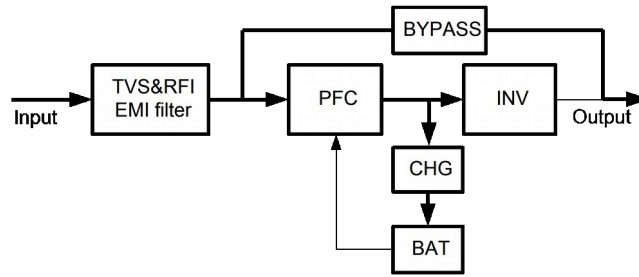 BYPASS
TVS&RFI
EMI filter
PFC
INV
Input
Output
CHG
BAT